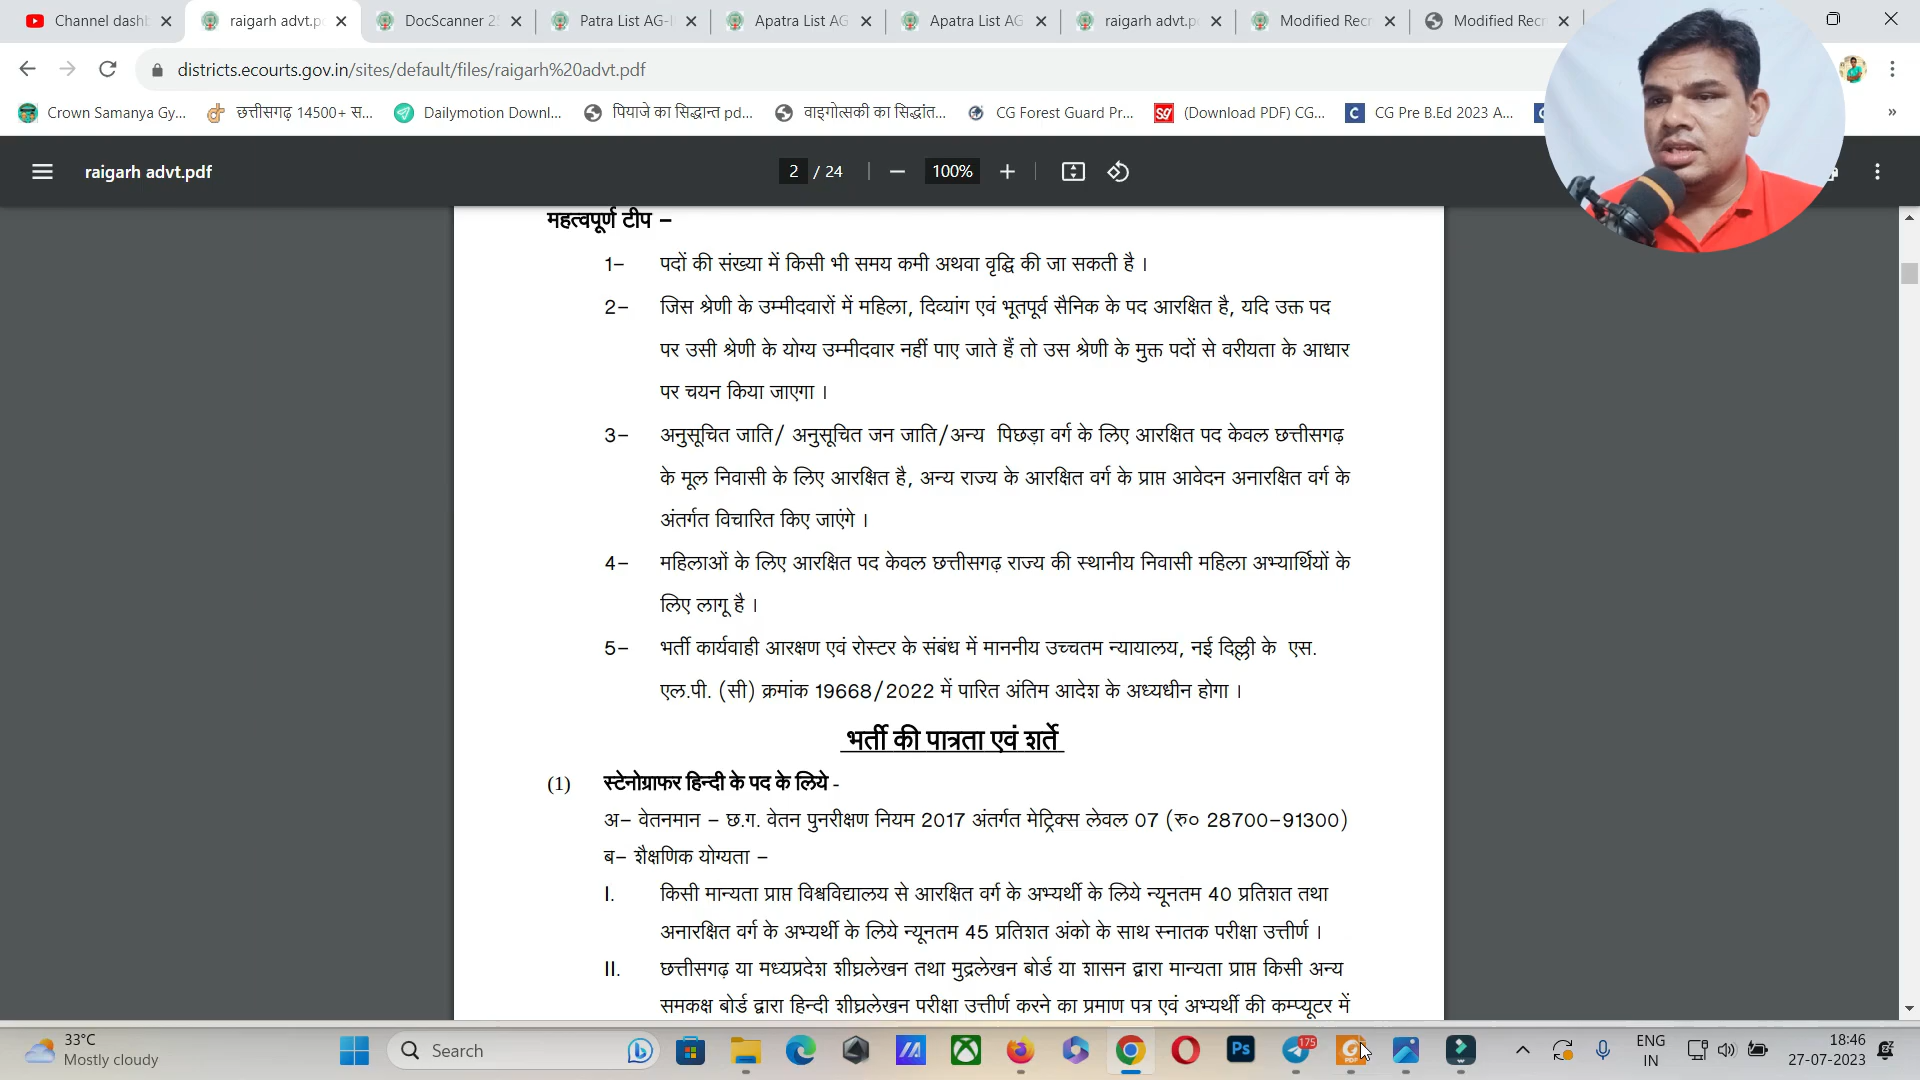 Channel dashb
raigarh advt.p
DocScanner 2
Patra List AG-I
Apatra List AG
Apatra List AG
raigarh advt.p
Modified Recr
Modified Recr
districts.ecourts.gov.in/sites/default/files/raigarh%20advt.pdf
Crown Samanya Gy...
छत्तीसगढ़ 14500+ स...
Dailymotion Downl...
पियाजे का सिद्धान्त pd...
वाइगोत्सकी का सिद्धांत...
CG Forest Guard Pr...
(Download PDF) CG...
CG Pre B.Ed 2023 A...
raigarh advt.pdf
2 / 24
100%
महत्वपूर्ण टीप –
1– पदों की संख्या में किसी भी समय कमी अथवा वृद्धि की जा सकती है ।
2– जिस श्रेणी के उम्मीदवारों में महिला, दिव्यांग एवं भूतपूर्व सैनिक के पद आरक्षित है, यदि उक्त पद
पर उसी श्रेणी के योग्य उम्मीदवार नहीं पाए जाते हैं तो उस श्रेणी के मुक्त पदों से वरीयता के आधार
पर चयन किया जाएगा ।
3– अनुसूचित जाति/ अनुसूचित जन जाति/अन्य पिछड़ा वर्ग के लिए आरक्षित पद केवल छत्तीसगढ़
के मूल निवासी के लिए आरक्षित है, अन्य राज्य के आरक्षित वर्ग के प्राप्त आवेदन अनारक्षित वर्ग के
अंतर्गत विचारित किए जाएंगे ।
4– महिलाओं के लिए आरक्षित पद केवल छत्तीसगढ़ राज्य की स्थानीय निवासी महिला अभ्यार्थियों के
लिए लागू है ।
5– भर्ती कार्यवाही आरक्षण एवं रोस्टर के संबंध में माननीय उच्चतम न्यायालय, नई दिल्ली के एस.
एल.पी. (सी) क्रमांक 19668/2022 में पारित अंतिम आदेश के अध्यधीन होगा ।
भर्ती की पात्रता एवं शर्ते
(1) स्टेनोग्राफर हिन्दी के पद के लिये -
अ– वेतनमान – छ.ग. वेतन पुनरीक्षण नियम 2017 अंतर्गत मेट्रिक्स लेवल 07 (रु० 28700–91300)
ब– शैक्षणिक योग्यता –
I. किसी मान्यता प्राप्त विश्वविद्यालय से आरक्षित वर्ग के अभ्यर्थी के लिये न्यूनतम 40 प्रतिशत तथा
अनारक्षित वर्ग के अभ्यर्थी के लिये न्यूनतम 45 प्रतिशत अंको के साथ स्नातक परीक्षा उत्तीर्ण ।
II. छत्तीसगढ़ या मध्यप्रदेश शीघ्रलेखन तथा मुद्रलेखन बोर्ड या शासन द्वारा मान्यता प्राप्त किसी अन्य
समकक्ष बोर्ड द्वारा हिन्दी शीघ्रलेखन परीक्षा उत्तीर्ण करने का प्रमाण पत्र एवं अभ्यर्थी की कम्प्यूटर में
33°C
Mostly cloudy
Search
Ps
175
ENG
IN
18:46
27-07-2023